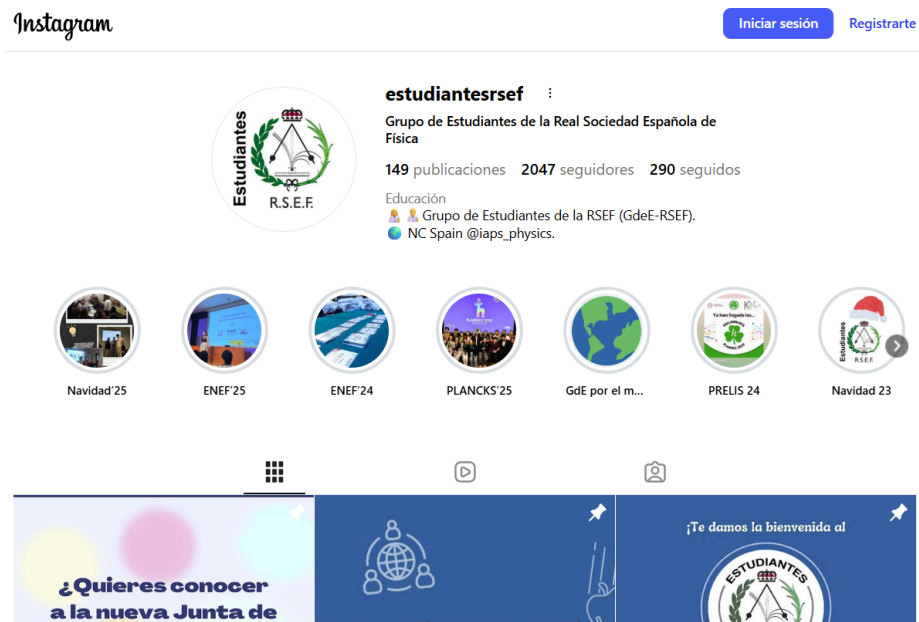 Instagram
Iniciar sesión
Registrarte
estudiantesrsef
Grupo de Estudiantes de la Real Sociedad Española de
Física
149 publicaciones 2047 seguidores 290 seguidos
Educación
Grupo de Estudiantes de la RSEF (GdE-RSEF).
NC Spain @iaps_physics.
Estudiantes
R.S.E.F.
Navidad'25
ENEF'25
ENEF'24
PLANCKS'25
GdE por el m...
PRELIS 24
Navidad 23
Estudiantes
R.S.E.F.
¿Quieres conocer
a la nueva Junta de
¡Te damos la bienvenida al
ESTUDIANTES